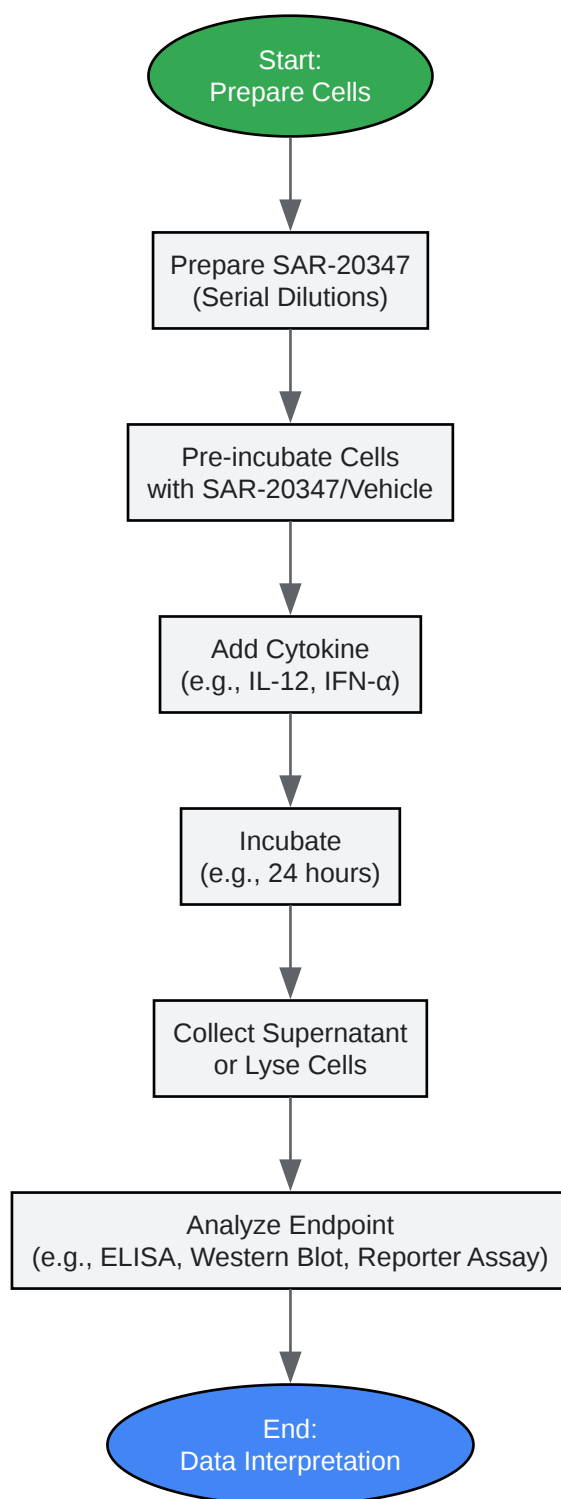 Start:
Prepare Cells
Prepare SAR-20347
(Serial Dilutions)
Pre-incubate Cells
with SAR-20347/Vehicle
Add Cytokine
(e.g., IL-12, IFN-α)
Incubate
(e.g., 24 hours)
Collect Supernatant
or Lyse Cells
Analyze Endpoint
(e.g., ELISA, Western Blot, Reporter Assay)
End:
Data Interpretation